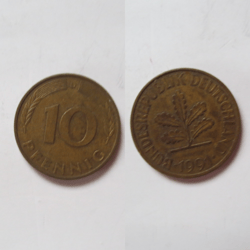 10
PFENNIG
BUNDESREPUBLIK DEUTSCHLAND